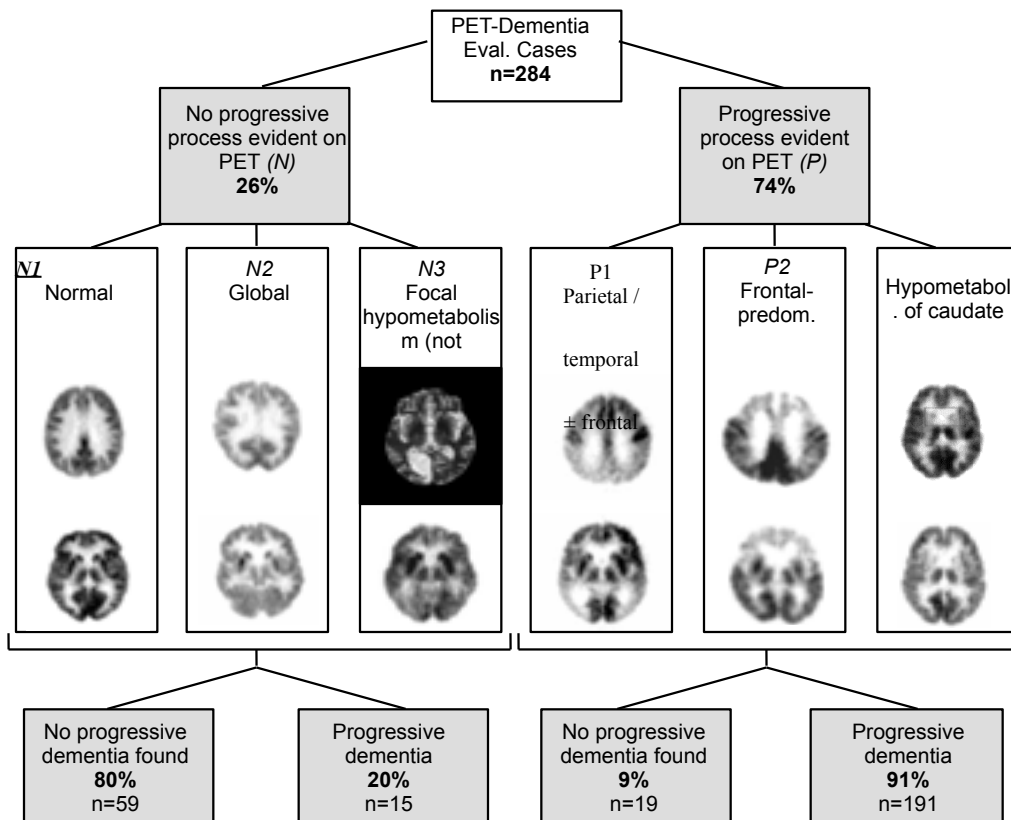 PET-Dementia
Eval. Cases
n=284
No progressive
process evident on
PET (N)
26%
Progressive
process evident
on PET (P)
74%
N1
Normal
N2
Global
N3
Focal
hypometabolis
m (not
P1
Parietal /
temporal
± frontal
P2
Frontal-
predom.
Hypometabol
. of caudate
No progressive
dementia found
80%
n=59
Progressive
dementia
20%
n=15
No progressive
dementia found
9%
n=19
Progressive
dementia
91%
n=191